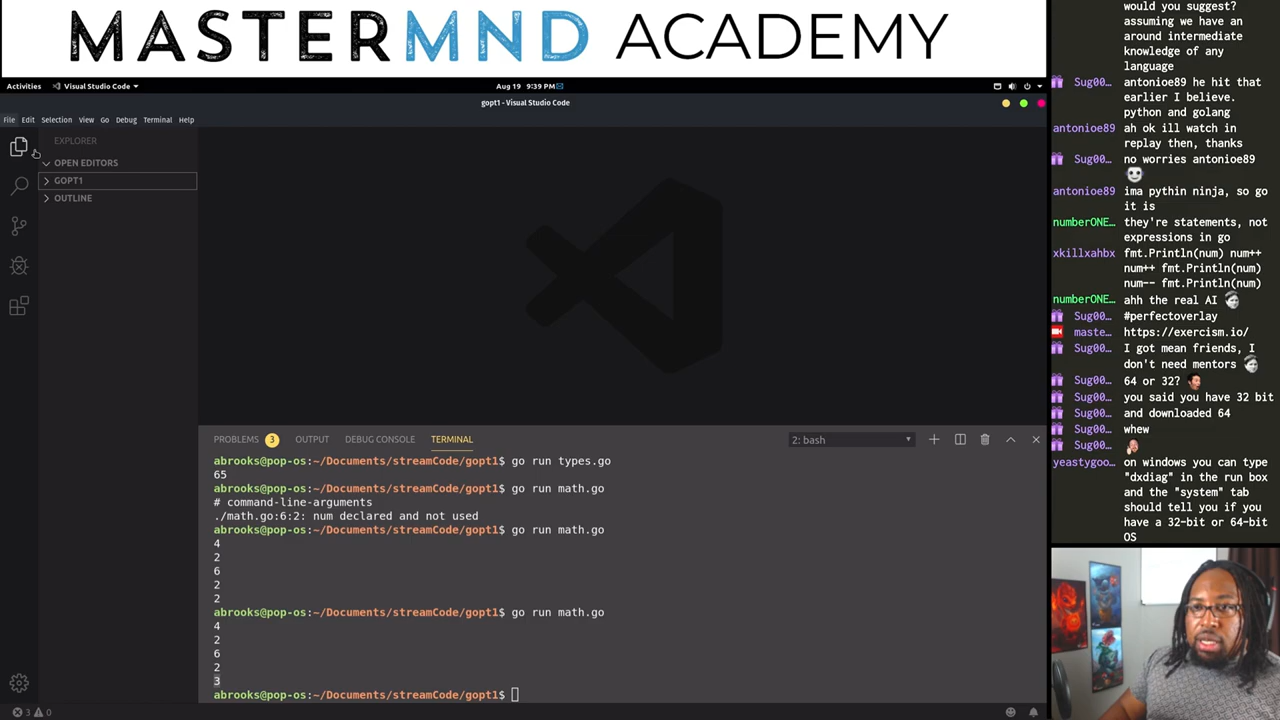 MASTERMND ACADEMY
Activities
Visual Studio Code
Aug 19 9:39 PM
gopt1 - Visual Studio Code
File Edit Selection View Go Debug Terminal Help
EXPLORER
OPEN EDITORS
GOPT1
OUTLINE
PROBLEMS 3 OUTPUT DEBUG CONSOLE TERMINAL
2: bash
abrooks@pop-os:~/Documents/streamCode/gopt1$ go run types.go
65
abrooks@pop-os:~/Documents/streamCode/gopt1$ go run math.go
# command-line-arguments
./math.go:6:2: num declared and not used
abrooks@pop-os:~/Documents/streamCode/gopt1$ go run math.go
4
2
6
2
2
abrooks@pop-os:~/Documents/streamCode/gopt1$ go run math.go
4
2
6
2
3
abrooks@pop-os:~/Documents/streamCode/gopt1$
3 0
would you suggest?
assuming we have an
around intermediate
knowledge of any
language
Sug00… antonioe89 he hit that
earlier I believe.
python and golang
antonioe89 ah ok ill watch in
replay then, thanks
Sug00… no worries antonioe89
antonioe89 ima pythin ninja, so go
it is
numberONE… they're statements, not
expressions in go
xkillxahbx fmt.Println(num) num++
num++ fmt.Println(num)
num-- fmt.Println(num)
numberONE… ahh the real AI
Sug00… #perfectoverlay
maste… https://exercism.io/
Sug00… I got mean friends, I
don't need mentors
Sug00… 64 or 32?
Sug00… you said you have 32 bit
Sug00… and downloaded 64
Sug00… whew
Sug00…
yeastygoo… on windows you can type
"dxdiag" in the run box
and the "system" tab
should tell you if you
have a 32-bit or 64-bit
OS